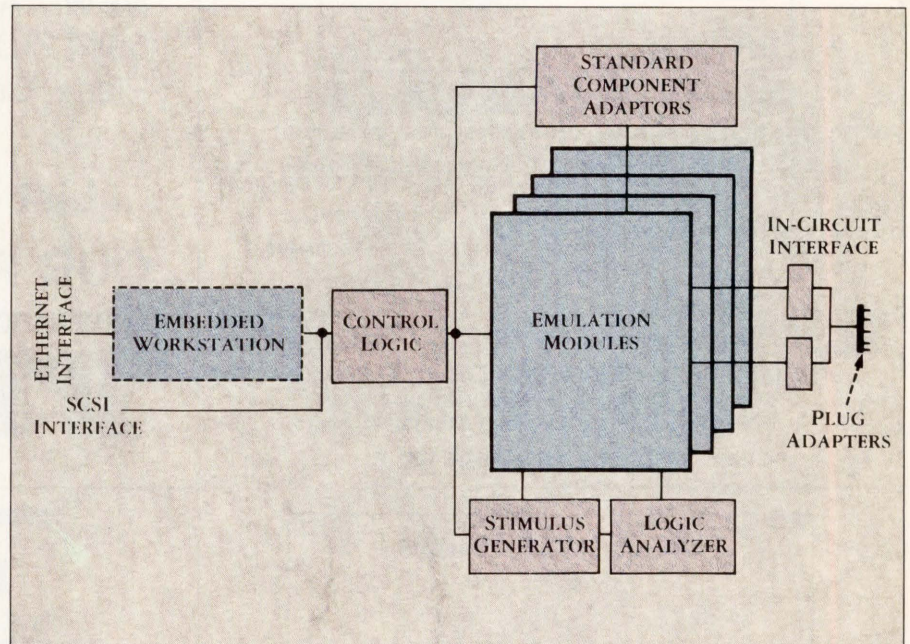 STANDARD
COMPONENT
ADAPTORS
IN-CIRCUIT
INTERFACE
ETHERNET
INTERFACE
EMBEDDED
WORKSTATION
CONTROL
LOGIC
EMULATION
MODULES
SCSI
INTERFACE
PLUG
ADAPTERS
STIMULUS
GENERATOR
LOGIC
ANALYZER